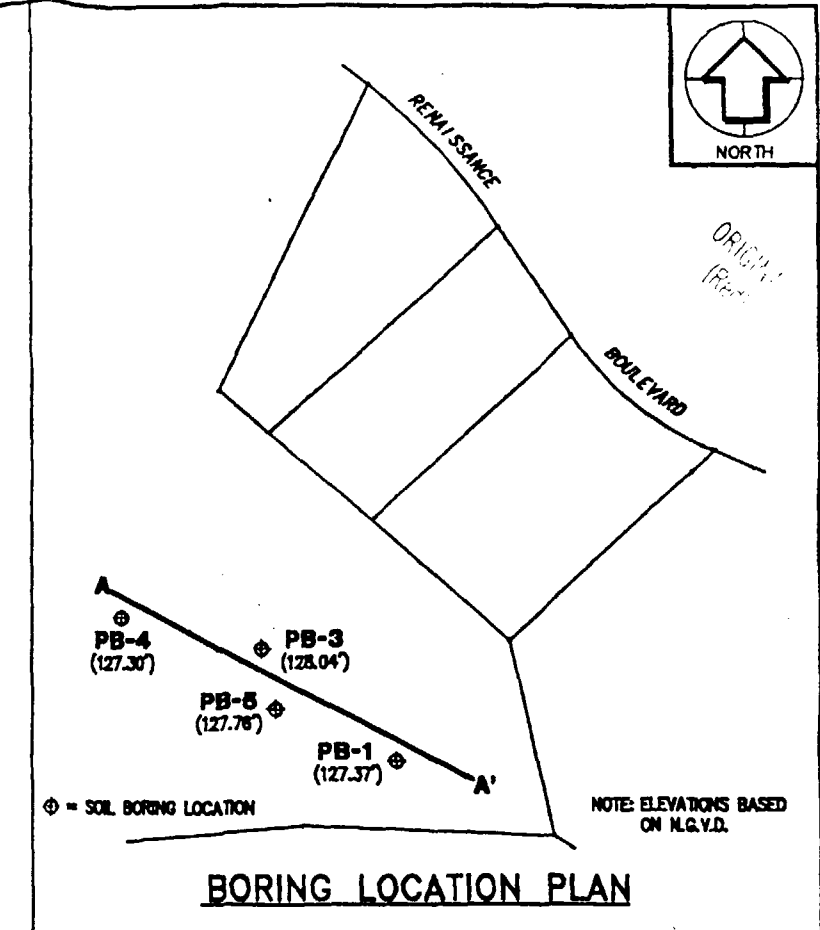 NORTH
RENAISSANCE
BOULEVARD
A
PB-4
(127.30')
PB-3
(128.04')
PB-5
(127.76')
PB-1
(127.37')
A'
⊕ = SOIL BORING LOCATION
NOTE: ELEVATIONS BASED
ON N.G.V.D.
BORING LOCATION PLAN